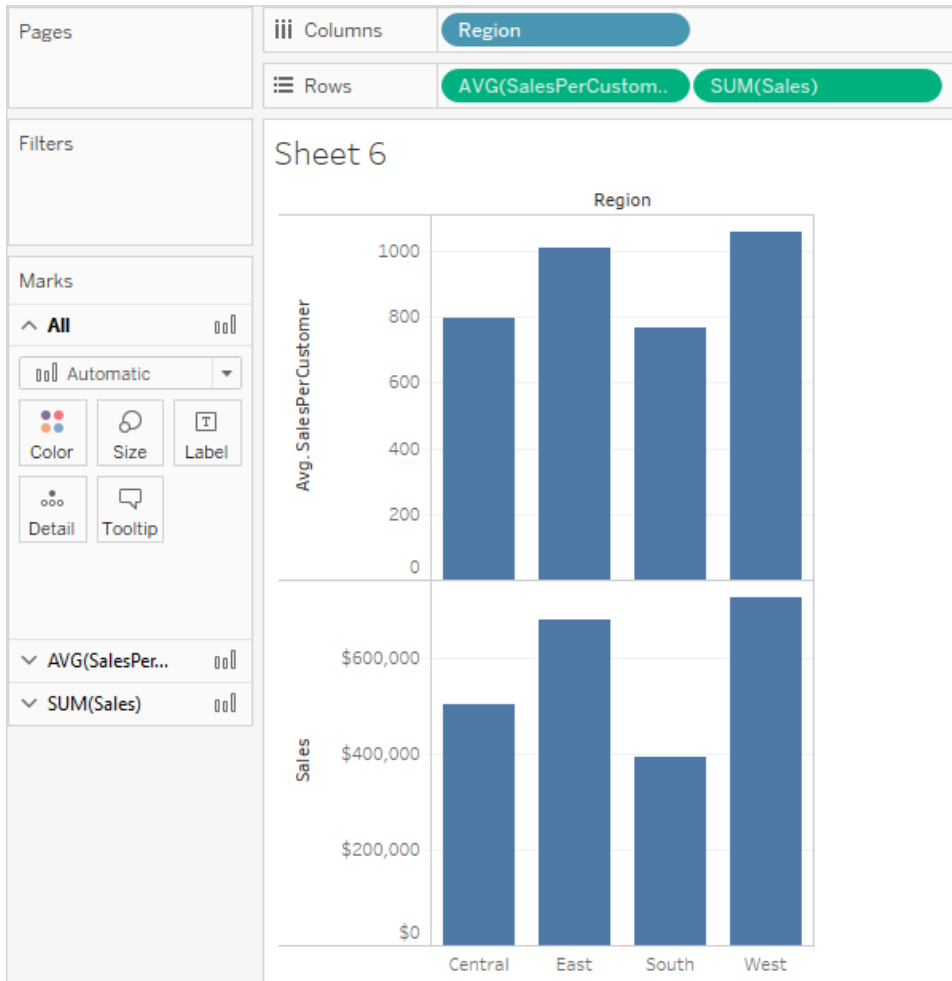 Pages
Columns
Region
Rows
AVG(SalesPerCustom..
SUM(Sales)
Filters
Marks
All
Automatic
Color
Size
T
Label
Detail
Tooltip
AVG(SalesPer...
SUM(Sales)
Sheet 6
Region
Avg. SalesPerCustomer
1000
800
600
400
200
0
Sales
$600,000
$400,000
$200,000
$0
Central East South West